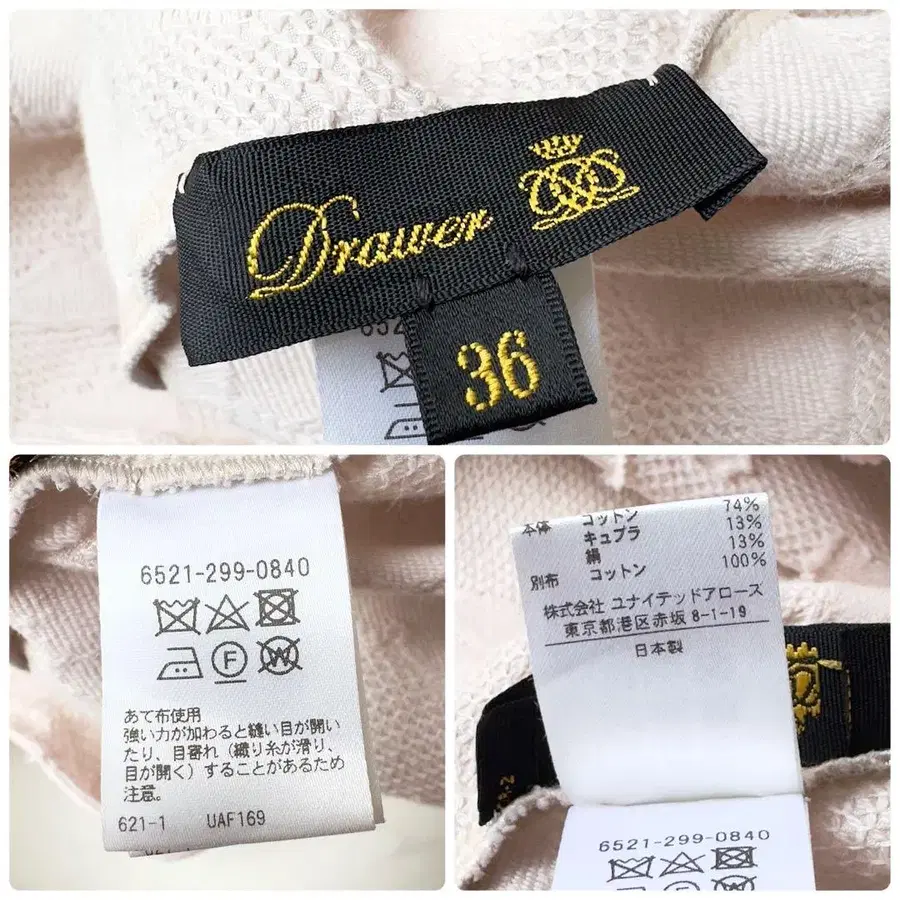 Drawer
36
652
6521-299-0840
F
W
あて布使用
強い力が加わると縫い目が開い
たり、目寄れ（織り糸が滑り、
目が開く）することがあるため
注意。
621-1 UAF169
本体 コットン 74%
キュプラ 13%
絹 13%
別布 コットン 100%
株式会社 ユナイテッドアローズ
東京都港区赤坂 8-1-19
日本製
6521-299-0840